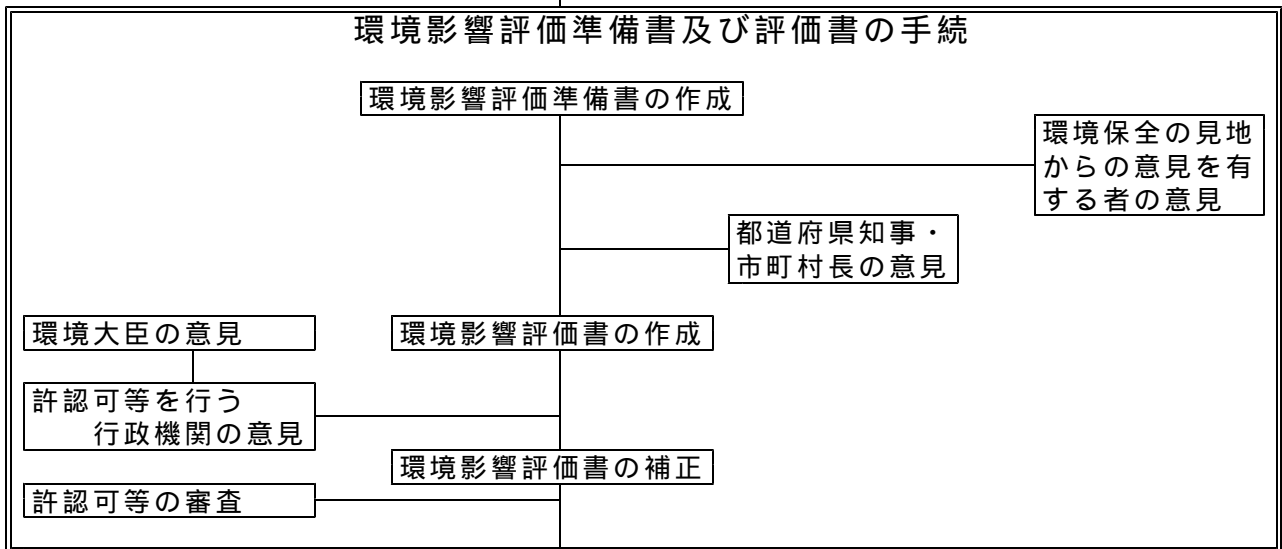 環境影響評価準備書及び評価書の手続
環境影響評価準備書の作成
環境保全の見地
からの意見を有
する者の意見
都道府県知事・
市町村長の意見
環境大臣の意見
環境影響評価書の作成
許認可等を行う
行政機関の意見
環境影響評価書の補正
許認可等の審査